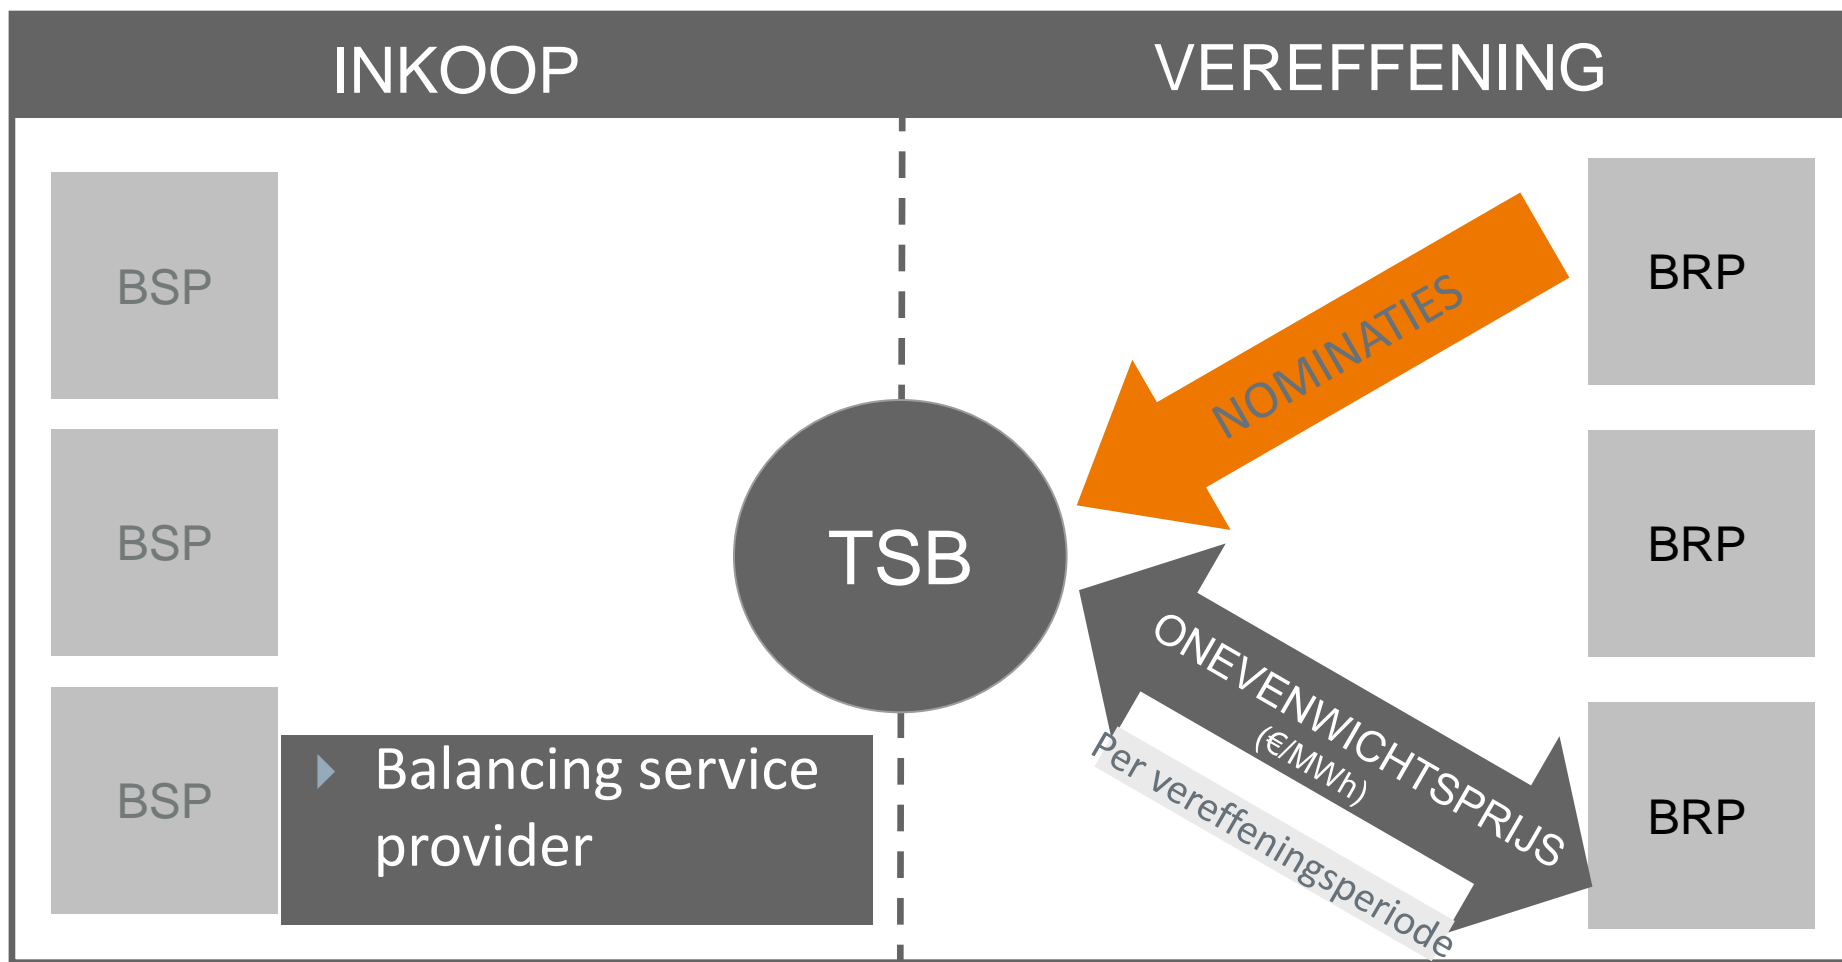 INKOOP
VEREFFENING
BSP
BSP
BSP
Balancing service
provider
TSB
NOMINATIES
ONEVENWICHTSPRIJS
(€/MWh)
Per vereffeningsperiode
BRP
BRP
BRP